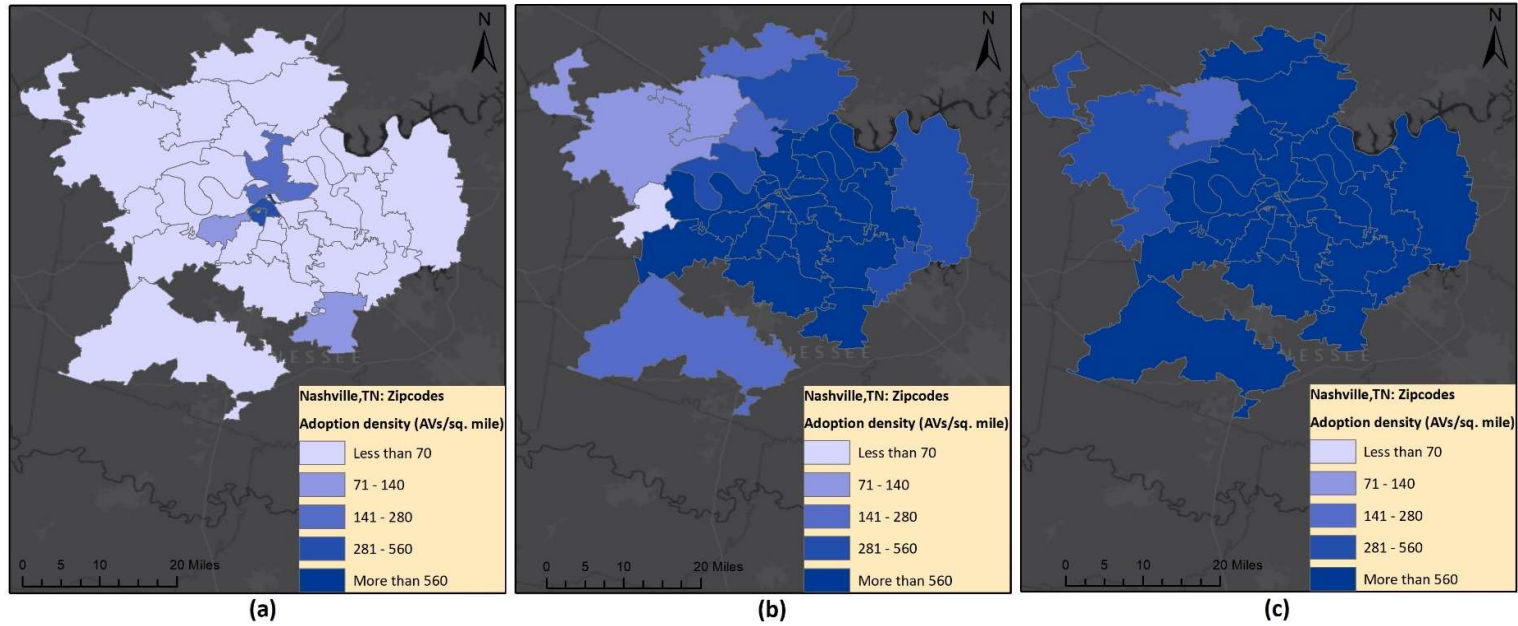 N
NESSEE
Nashville,TN: Zipcodes
Adoption density (AVs/sq. mile)
Less than 70
71 - 140
141 - 280
281 - 560
More than 560
0 5 10 20 Miles
(a)
N
NESSEE
Nashville,TN: Zipcodes
Adoption density (AVs/sq. mile)
Less than 70
71 - 140
141 - 280
281 - 560
More than 560
0 5 10 20 Miles
(b)
N
NESSEE
Nashville,TN: Zipcodes
Adoption density (AVs/sq. mile)
Less than 70
71 - 140
141 - 280
281 - 560
More than 560
0 5 10 20 Miles
(c)